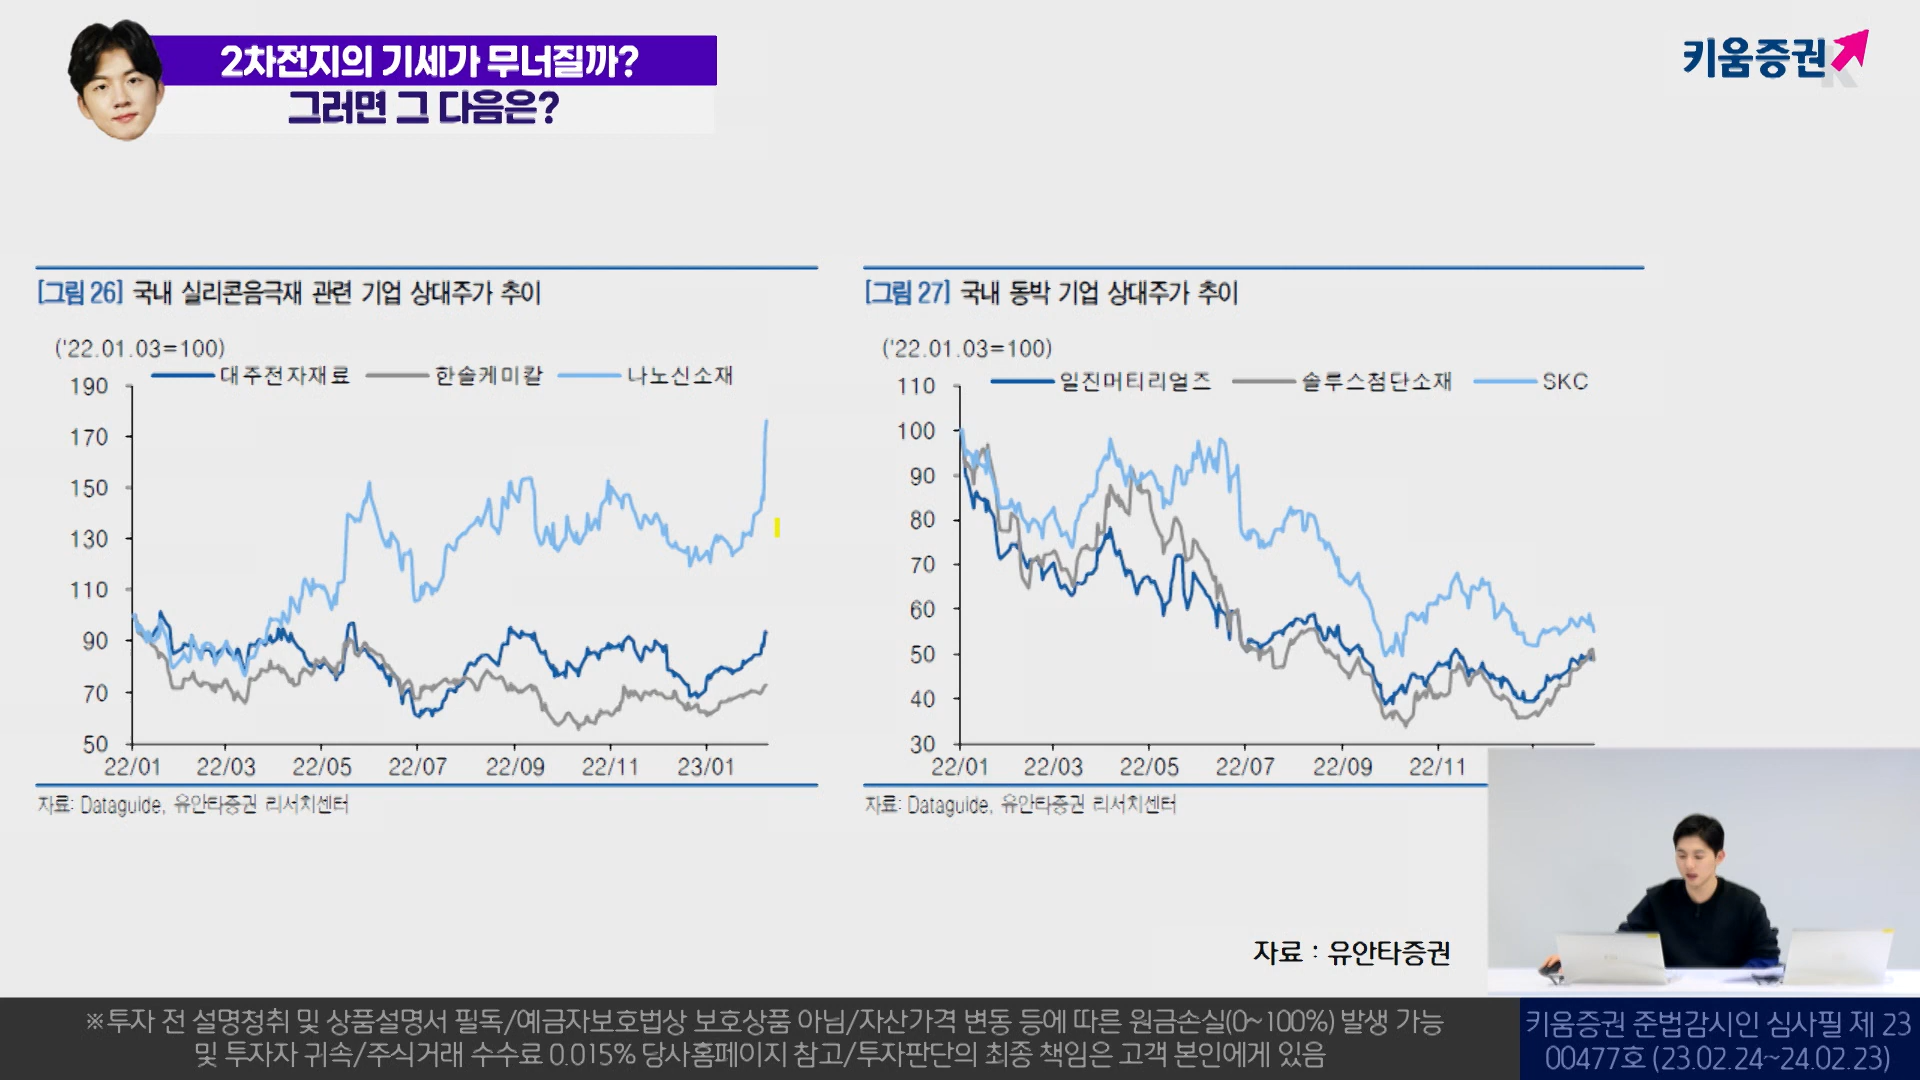 2차전지의 기세가 무너질까?
그러면 그 다음은?
키움증권
[그림 26] 국내 실리콘음극재 관련 기업 상대주가 추이
('22.01.03=100)
대주전자재료 한솔케미칼 나노신소재
190
170
150
130
110
90
70
50
22/01 22/03 22/05 22/07 22/09 22/11 23/01
자료: Dataguide, 유안타증권 리서치센터
[그림 27] 국내 동박 기업 상대주가 추이
('22.01.03=100)
일진머티리얼즈 솔루스첨단소재 SKC
110
100
90
80
70
60
50
40
30
22/01 22/03 22/05 22/07 22/09 22/11
자료: Dataguide, 유안타증권 리서치센터
자료 : 유안타증권
※투자 전 설명청취 및 상품설명서 필독/예금자보호법상 보호상품 아님/자산가격 변동 등에 따른 원금손실(0~100%) 발생 가능
및 투자자 귀속/주식거래 수수료 0.015% 당사홈페이지 참고/투자판단의 최종 책임은 고객 본인에게 있음
키움증권 준법감시인 심사필 제 23
00477호 (23.02.24~24.02.23)